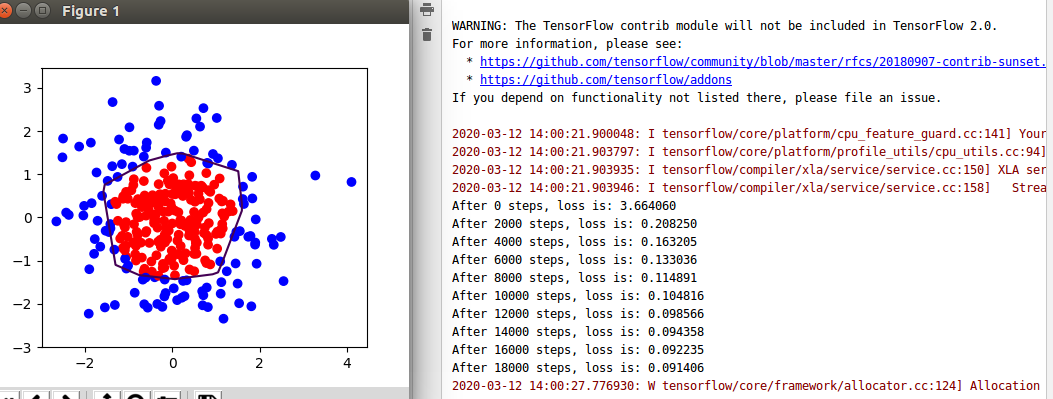 Figure 1
3
2
1
0
−1
−2
−3
−2
0
2
4
WARNING: The TensorFlow contrib module will not be included in TensorFlow 2.0.
For more information, please see:
* https://github.com/tensorflow/community/blob/master/rfcs/20180907-contrib-sunset.
* https://github.com/tensorflow/addons
If you depend on functionality not listed there, please file an issue.
2020-03-12 14:00:21.900048: I tensorflow/core/platform/cpu_feature_guard.cc:141] Your
2020-03-12 14:00:21.903797: I tensorflow/core/platform/profile_utils/cpu_utils.cc:94]
2020-03-12 14:00:21.903935: I tensorflow/compiler/xla/service/service.cc:150] XLA ser
2020-03-12 14:00:21.903946: I tensorflow/compiler/xla/service/service.cc:158]   Strea
After 0 steps, loss is: 3.664060
After 2000 steps, loss is: 0.208250
After 4000 steps, loss is: 0.163205
After 6000 steps, loss is: 0.133036
After 8000 steps, loss is: 0.114891
After 10000 steps, loss is: 0.104816
After 12000 steps, loss is: 0.098566
After 14000 steps, loss is: 0.094358
After 16000 steps, loss is: 0.092235
After 18000 steps, loss is: 0.091406
2020-03-12 14:00:27.776930: W tensorflow/core/framework/allocator.cc:124] Allocation